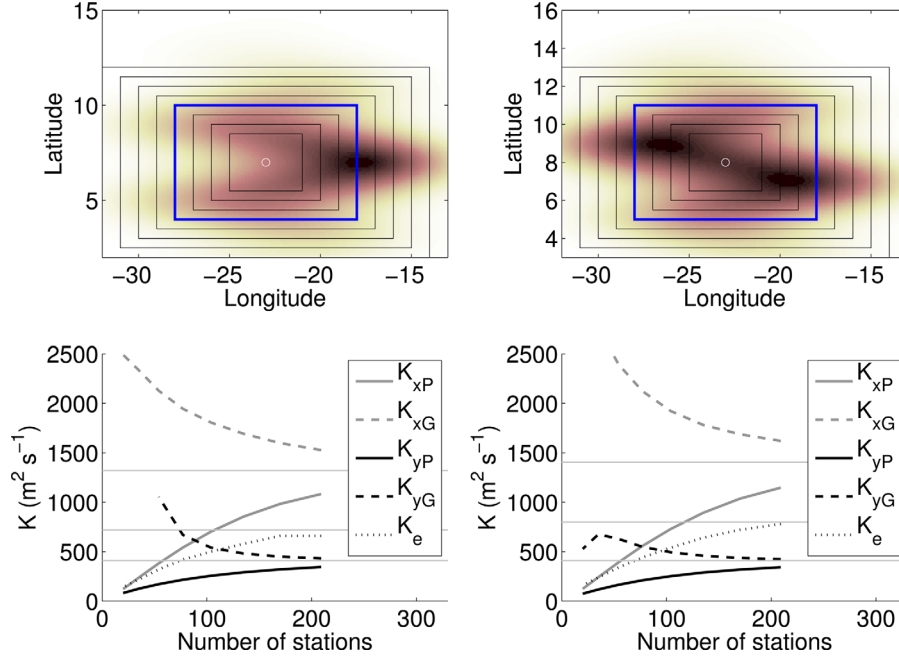 15
10
5
Latitude
−30 −25 −20 −15
Longitude
16
14
12
10
8
6
4
Latitude
−30 −25 −20 −15
Longitude
2500
2000
1500
1000
500
0
K (m² s⁻¹)
0 100 200 300
Number of stations
K_xP
K_xG
K_yP
K_yG
K_e
2500
2000
1500
1000
500
0
K (m² s⁻¹)
0 100 200 300
Number of stations
K_xP
K_xG
K_yP
K_yG
K_e